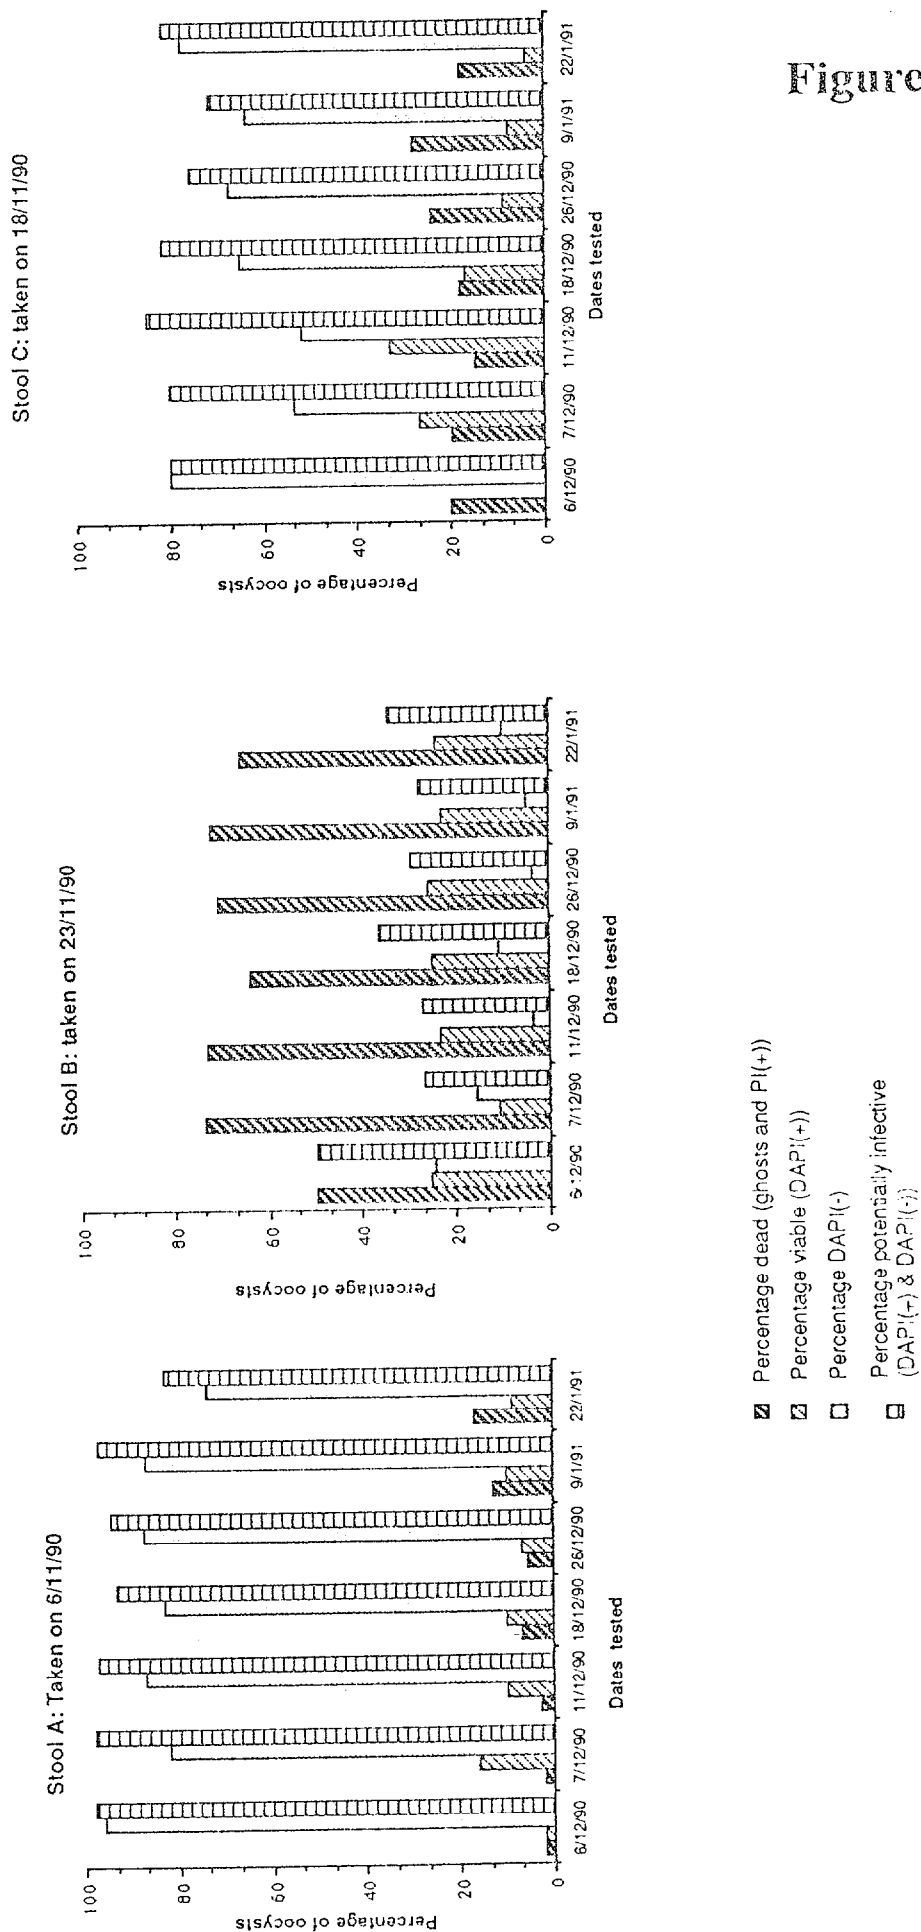 Figure
Stool A: Taken on 6/11/90
100
80
60
40
20
0
Percentage of oocysts
6/12/90
7/12/90
11/12/90
18/12/90
26/12/90
9/1/91
22/1/91
Dates tested
Stool B: taken on 23/11/90
100
80
60
40
20
0
Percentage of oocysts
6/12/90
7/12/90
11/12/90
18/12/90
26/12/90
9/1/91
22/1/91
Dates tested
Stool C: taken on 18/11/90
100
80
60
40
20
0
Percentage of oocysts
6/12/90
7/12/90
11/12/90
18/12/90
26/12/90
9/1/91
22/1/91
Dates tested
Percentage dead (ghosts and PI(+))
Percentage viable (DAPI(+))
Percentage DAPI(-)
Percentage potentially infective
(DAPI(+) & DAPI(-))